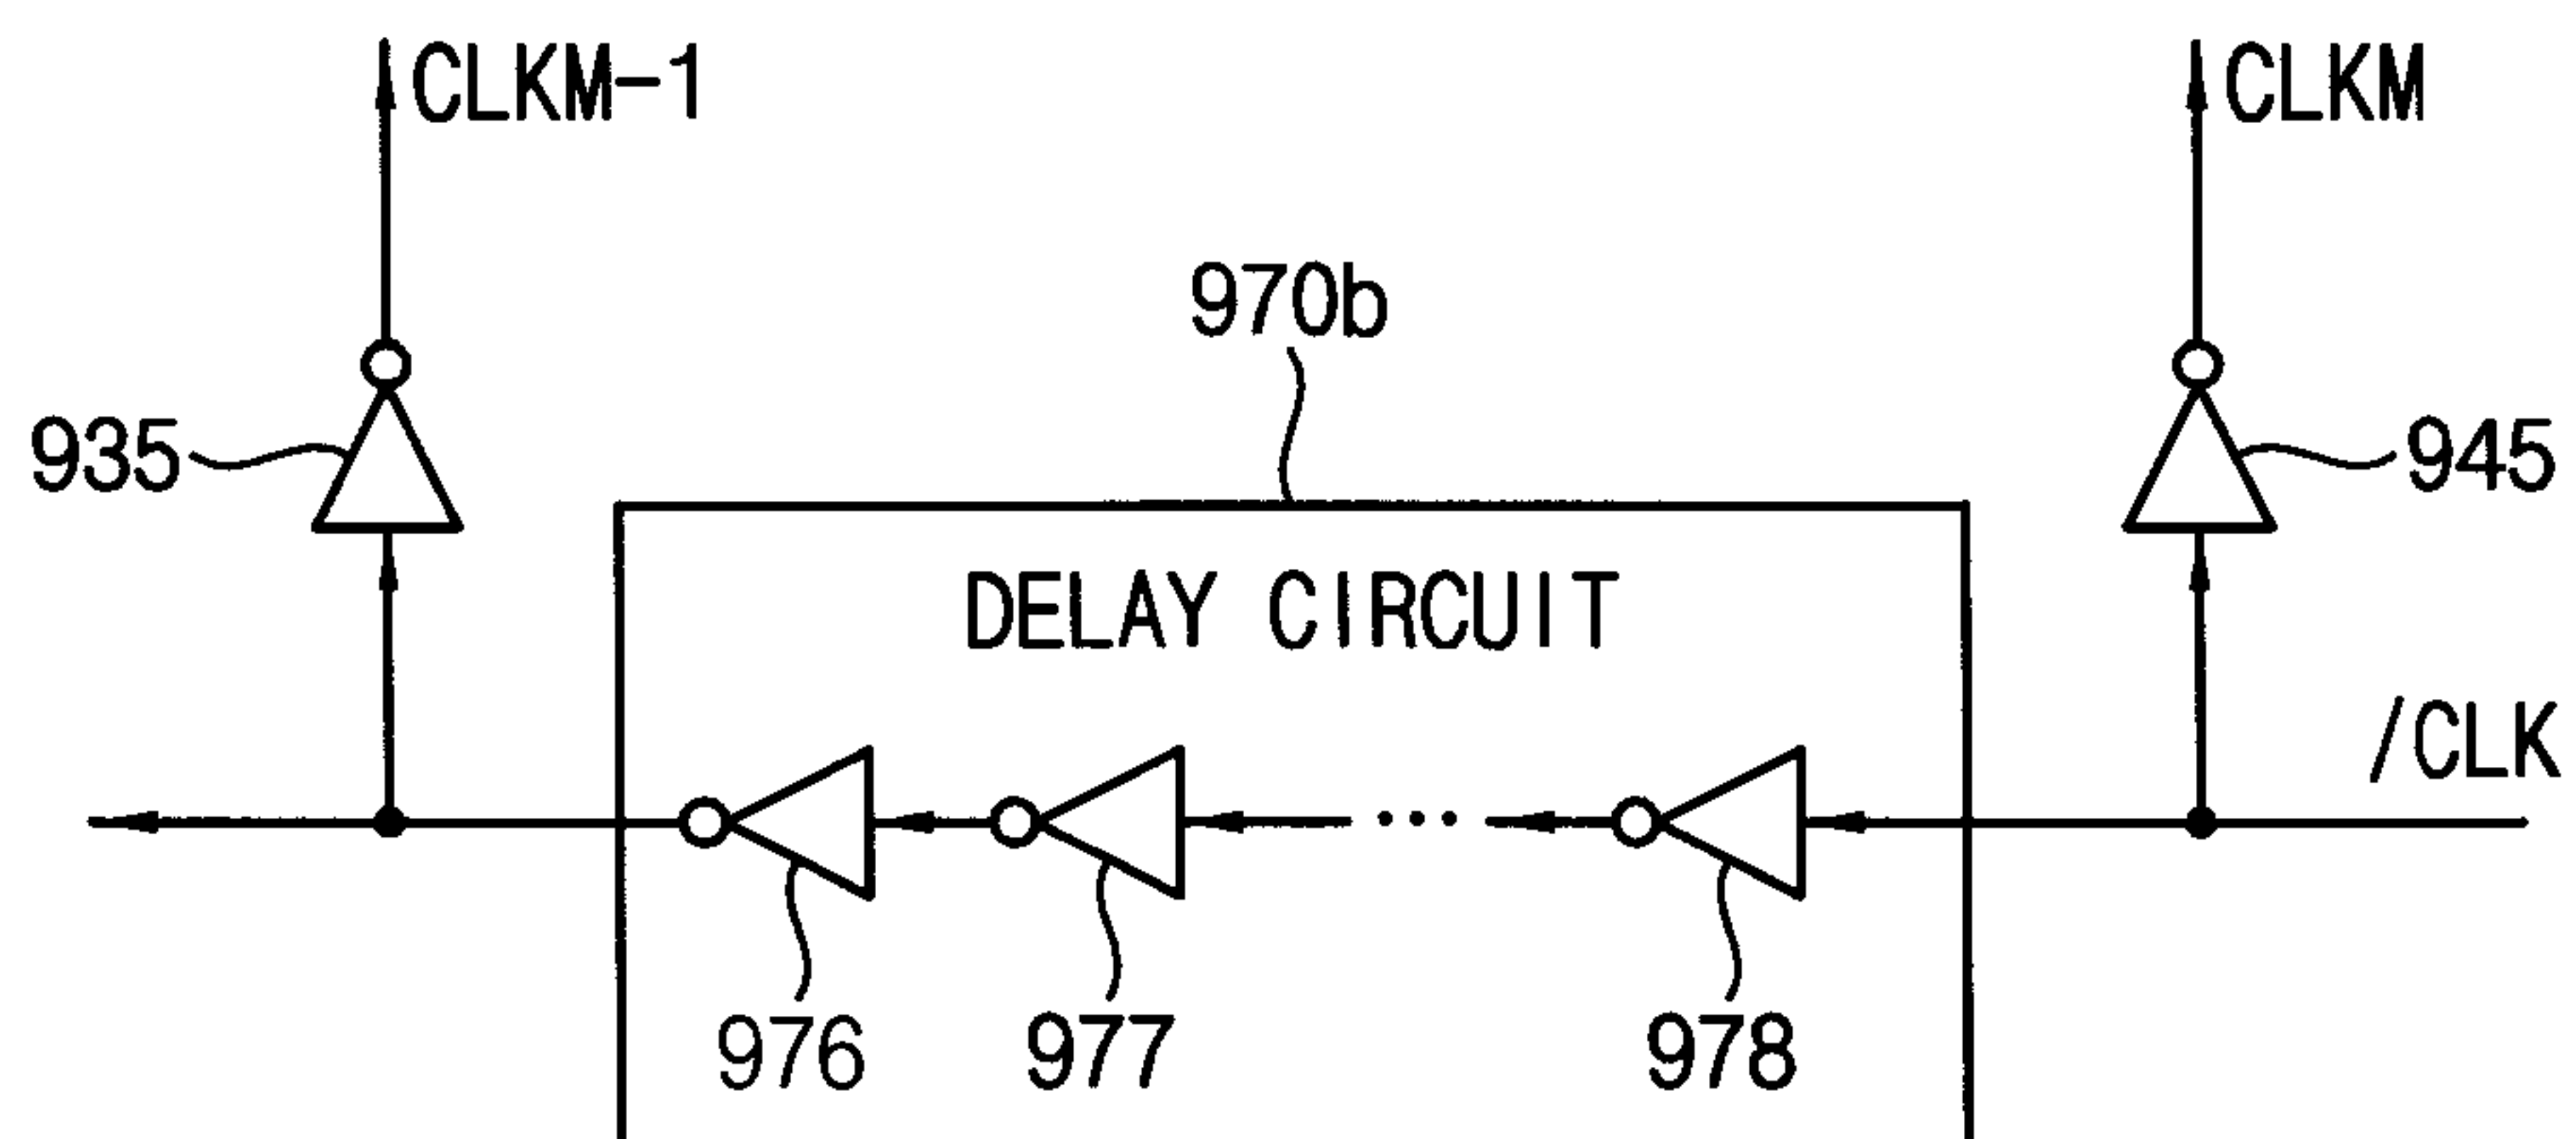 CLKM-1 CLKM
970b
935 945
DELAY CIRCUIT
/CLK
...
976 977 978